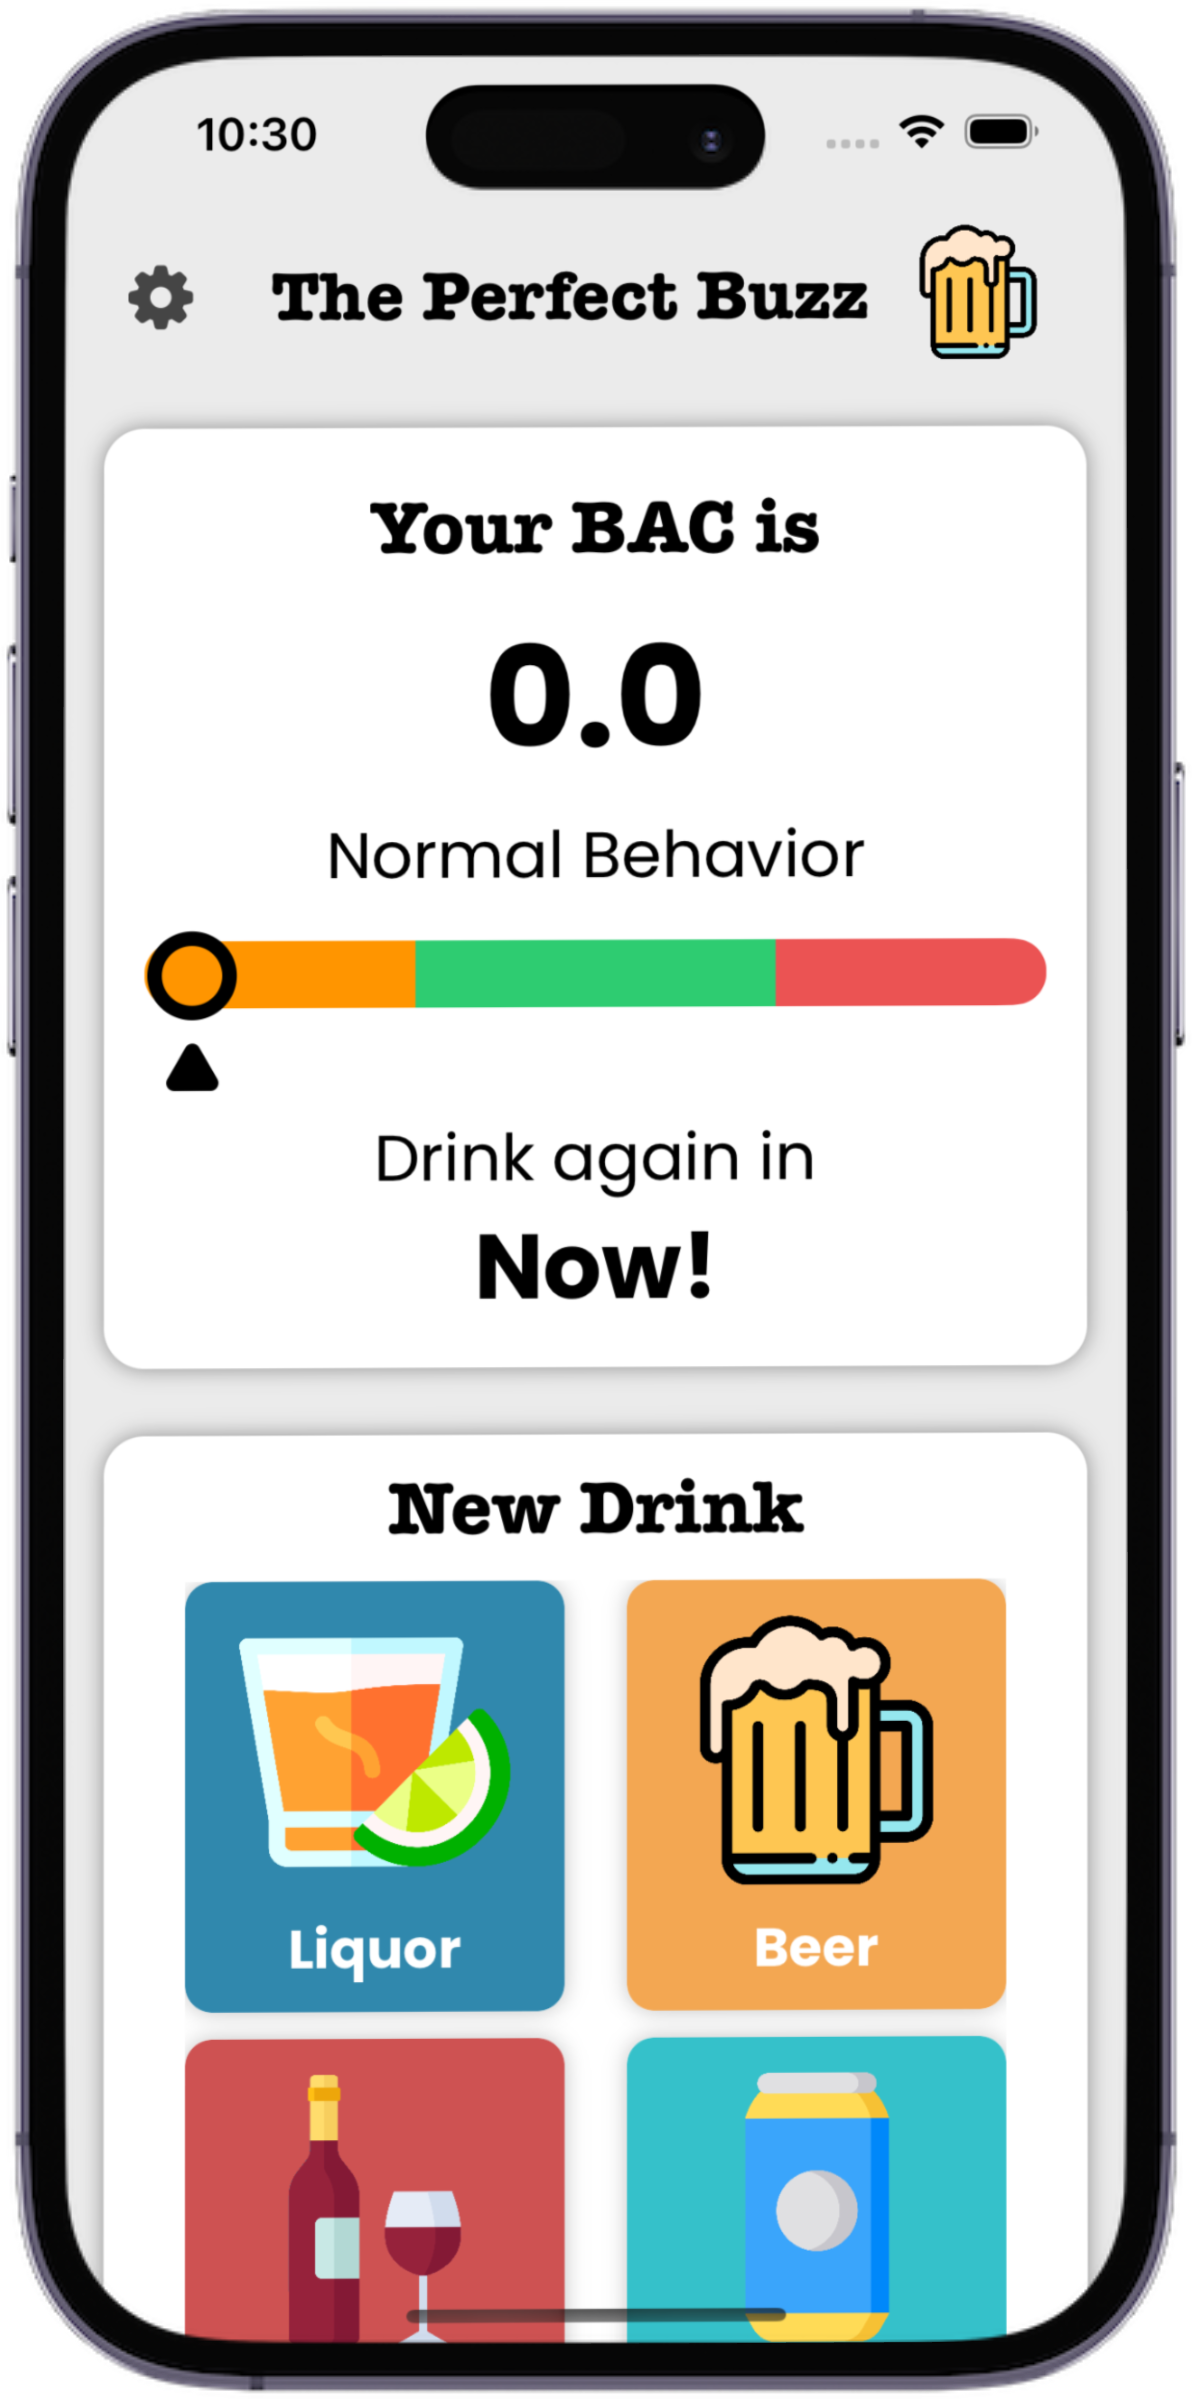 10:30
The Perfect Buzz
Your BAC is
0.0
Normal Behavior
Drink again in
Now!
New Drink
Liquor
Beer